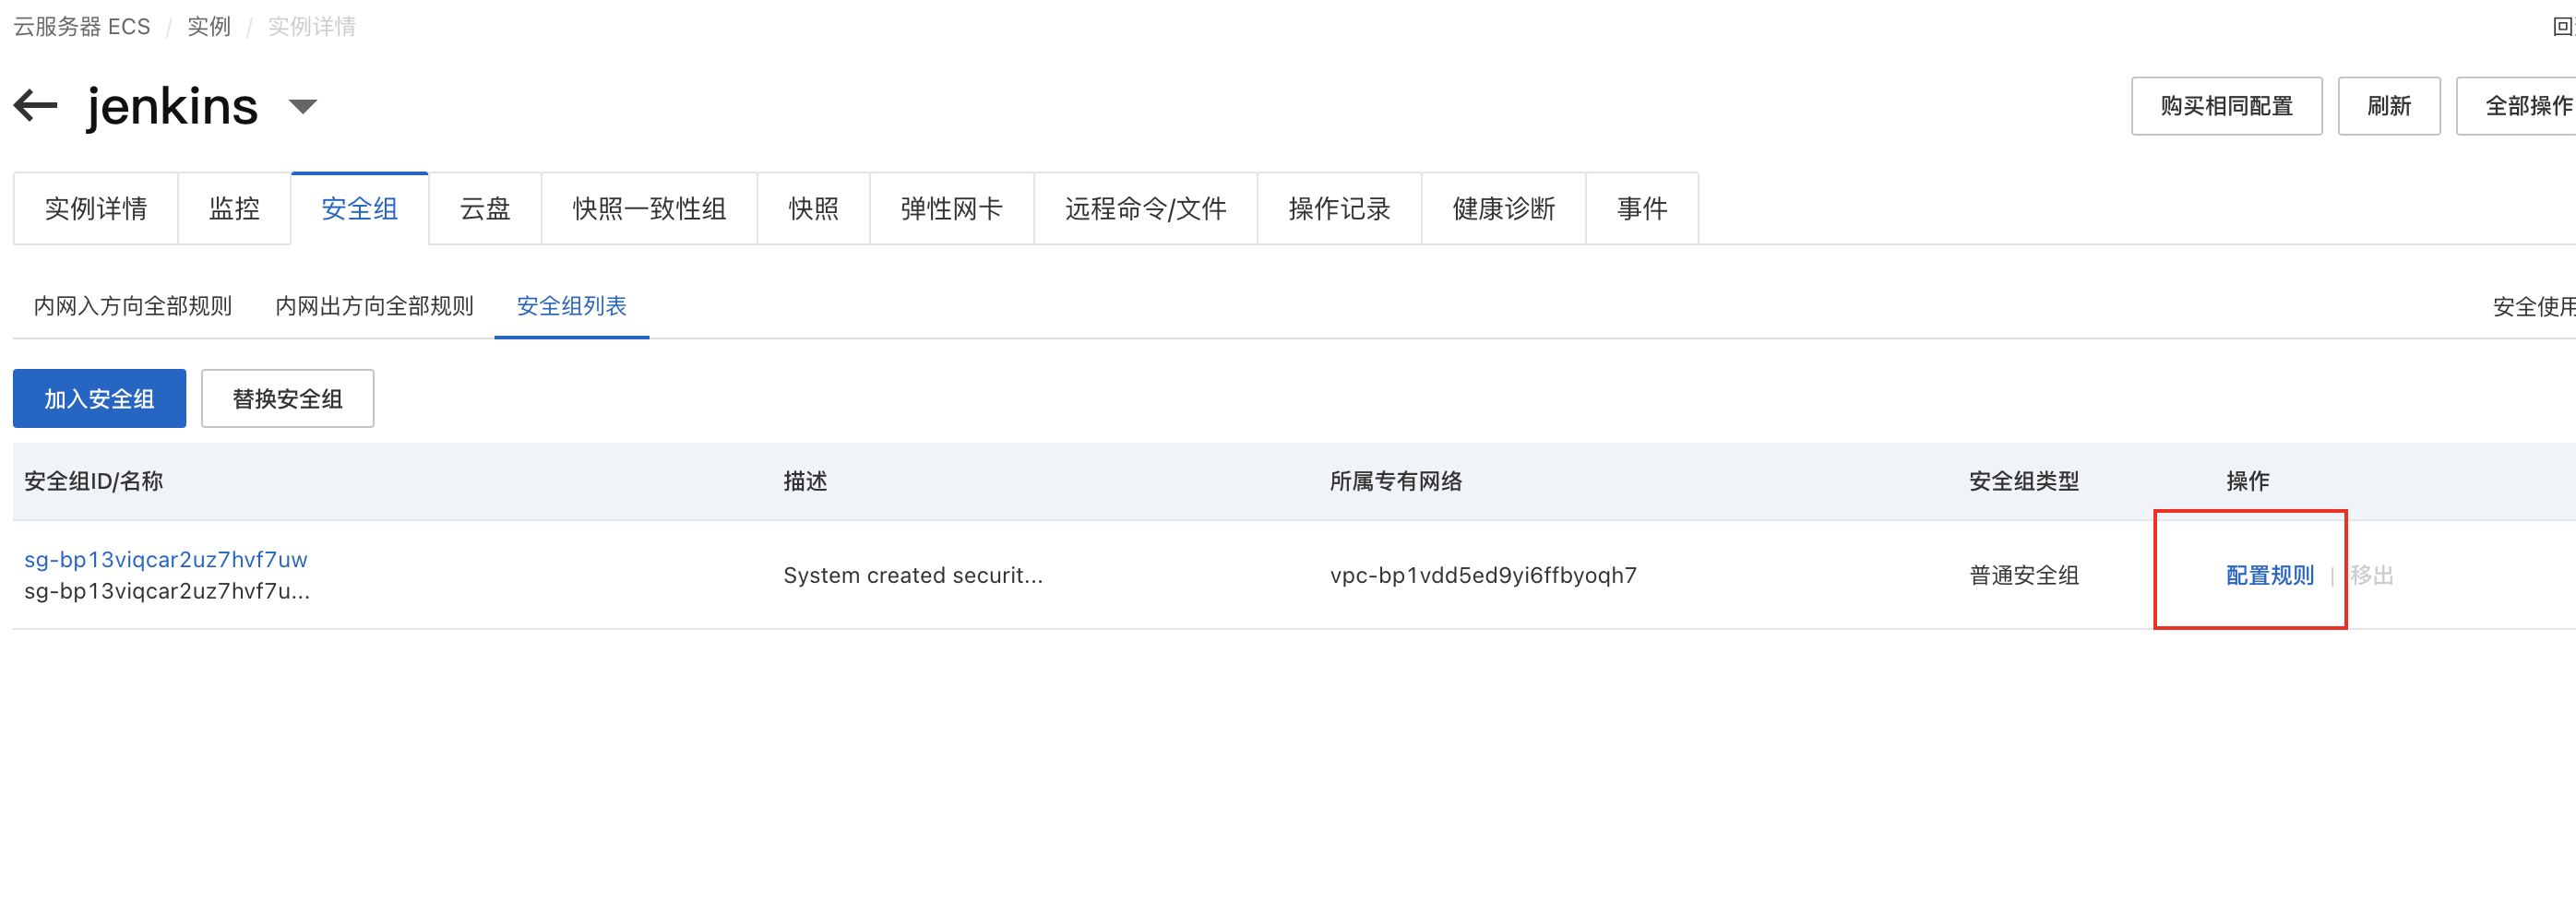 云服务器 ECS / 实例 / 实例详情
jenkins
购买相同配置 刷新 全部操作
实例详情 监控 安全组 云盘 快照一致性组 快照 弹性网卡 远程命令/文件 操作记录 健康诊断 事件
内网入方向全部规则 内网出方向全部规则 安全组列表 安全使用
加入安全组 替换安全组
安全组ID/名称 描述 所属专有网络 安全组类型 操作
sg-bp13viqcar2uz7hvf7uw
sg-bp13viqcar2uz7hvf7u...
System created securit... vpc-bp1vdd5ed9yi6ffbyoqh7 普通安全组 配置规则 | 移出